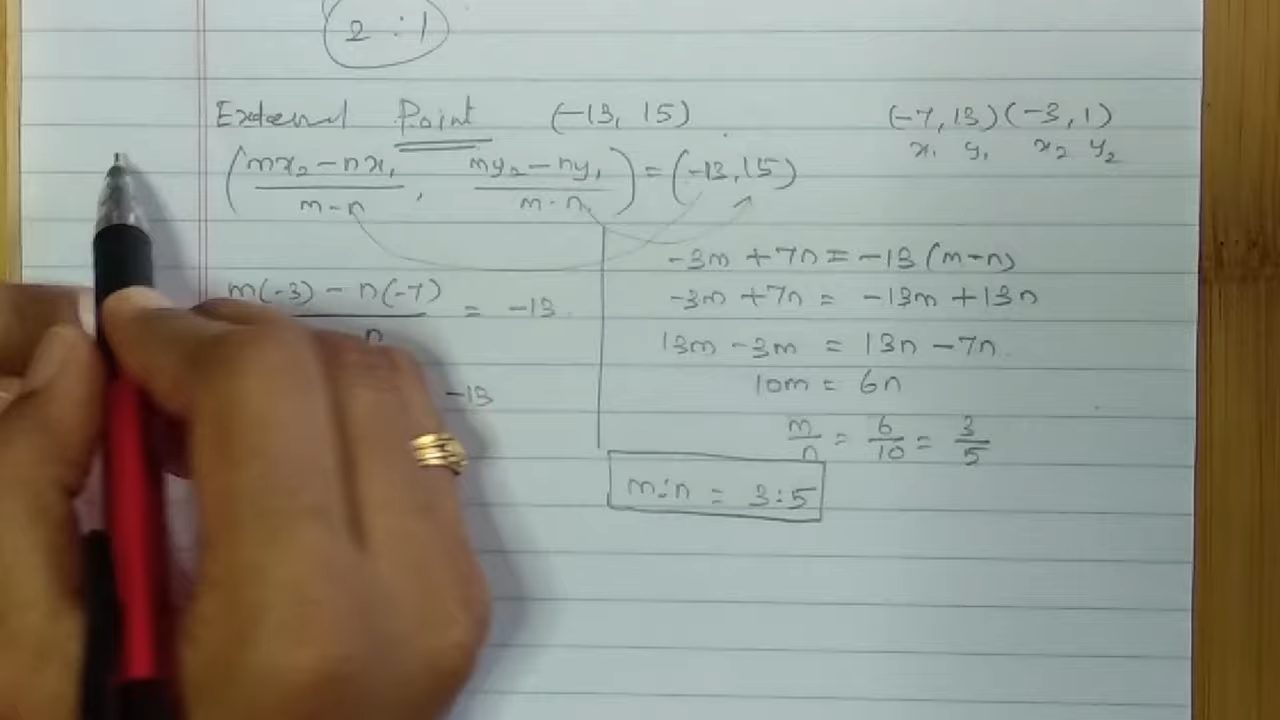 2 : 1
External Point (-13, 15) (-7, 13) (-3, 1)
x₁ y₁ x₂ y₂
(mx₂ - nx₁ / m - n , my₂ - ny₁ / m - n) = (-13, 15)
m(-3) - n(-7) / n = -13
-13
-3m + 7n = -13 (m - n)
-3m + 7n = -13m + 13n
13m - 3m = 13n - 7n
10m = 6n
m/n = 6/10 = 3/5
m:n = 3:5